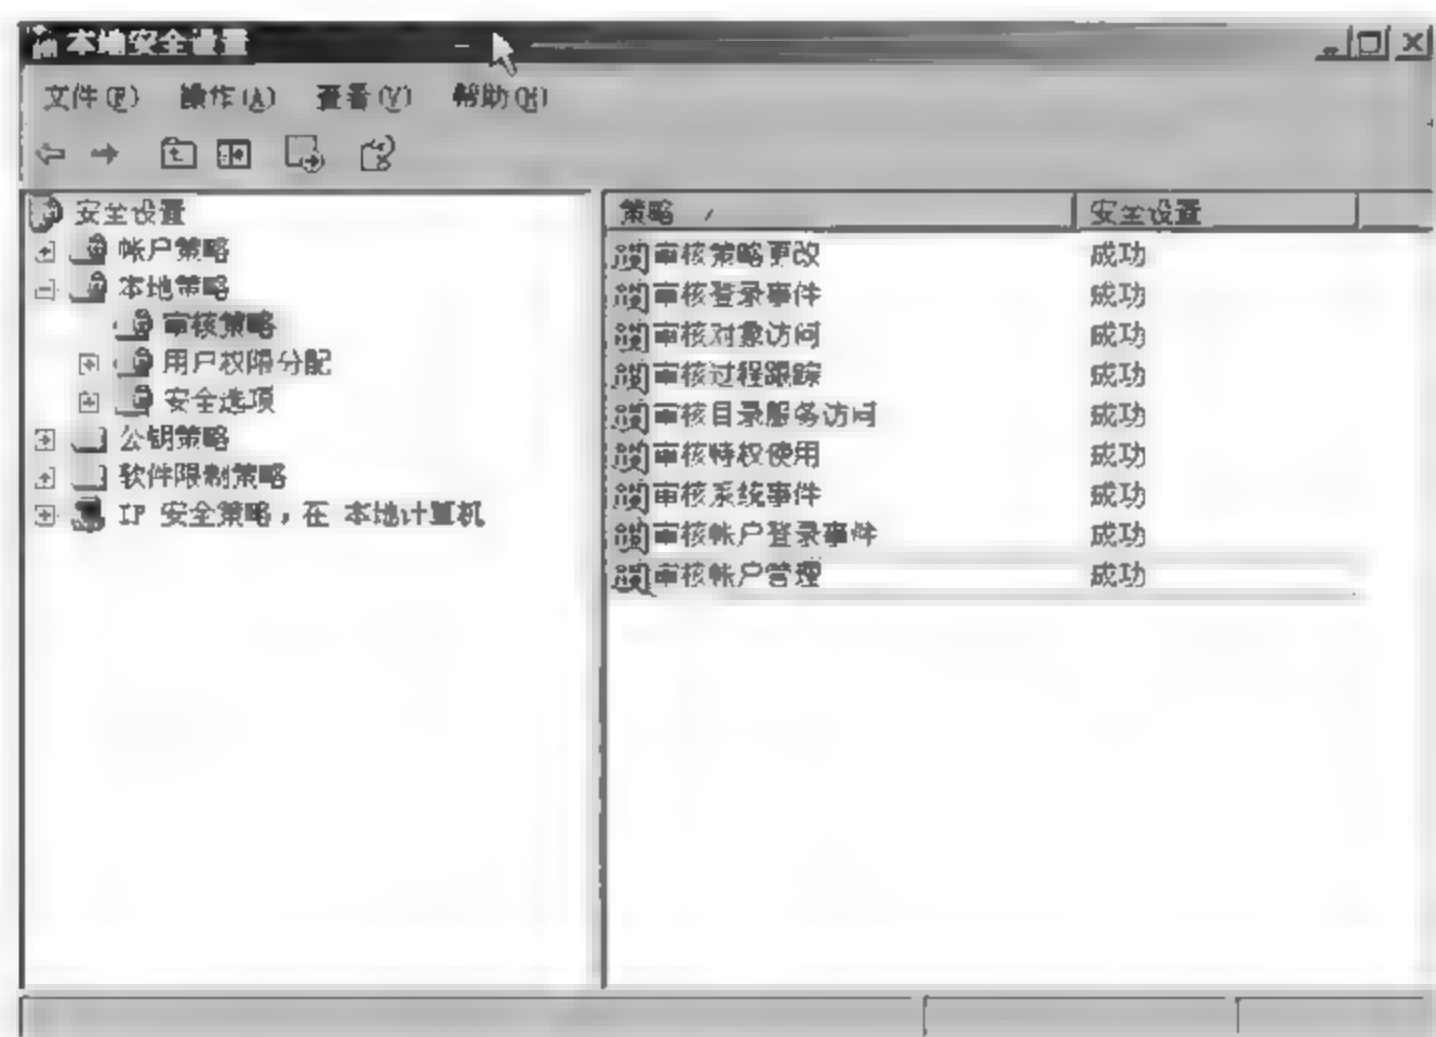 本地安全设置
文件(F) 操作(A) 查看(V) 帮助(H)
安全设置
帐户策略
本地策略
审核策略
用户权限分配
安全选项
公钥策略
软件限制策略
IP 安全策略，在 本地计算机
策略 安全设置
审核策略更改 成功
审核登录事件 成功
审核对象访问 成功
审核过程跟踪 成功
审核目录服务访问 成功
审核特权使用 成功
审核系统事件 成功
审核帐户登录事件 成功
审核帐户管理 成功